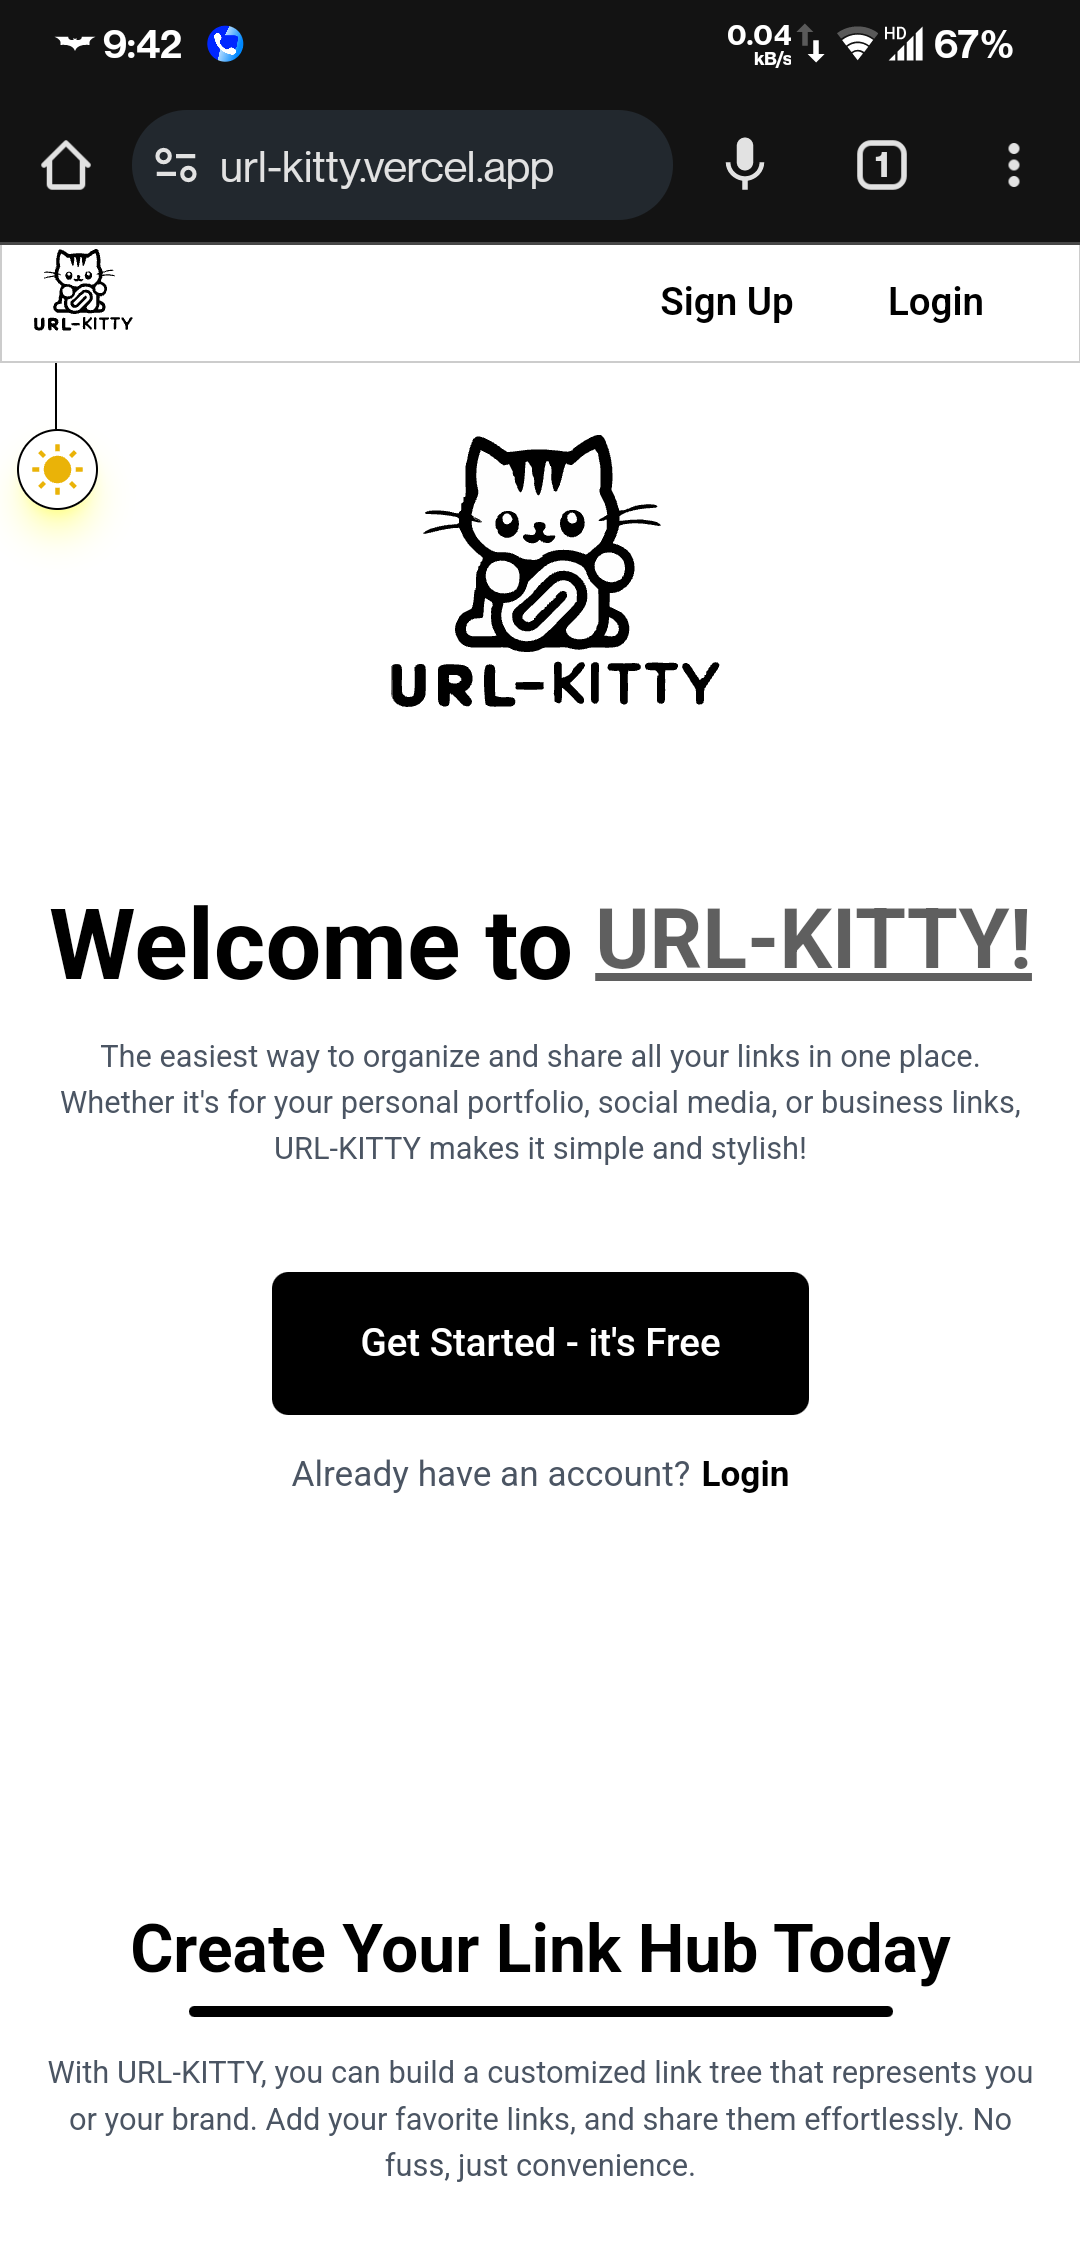 9:42
0.04 kB/s HD 67%
url-kitty.vercel.app
1
URL-KITTY
Sign Up Login
URL-KITTY
Welcome to URL-KITTY!
The easiest way to organize and share all your links in one place.
Whether it's for your personal portfolio, social media, or business links,
URL-KITTY makes it simple and stylish!
Get Started - it's Free
Already have an account? Login
Create Your Link Hub Today
With URL-KITTY, you can build a customized link tree that represents you
or your brand. Add your favorite links, and share them effortlessly. No
fuss, just convenience.